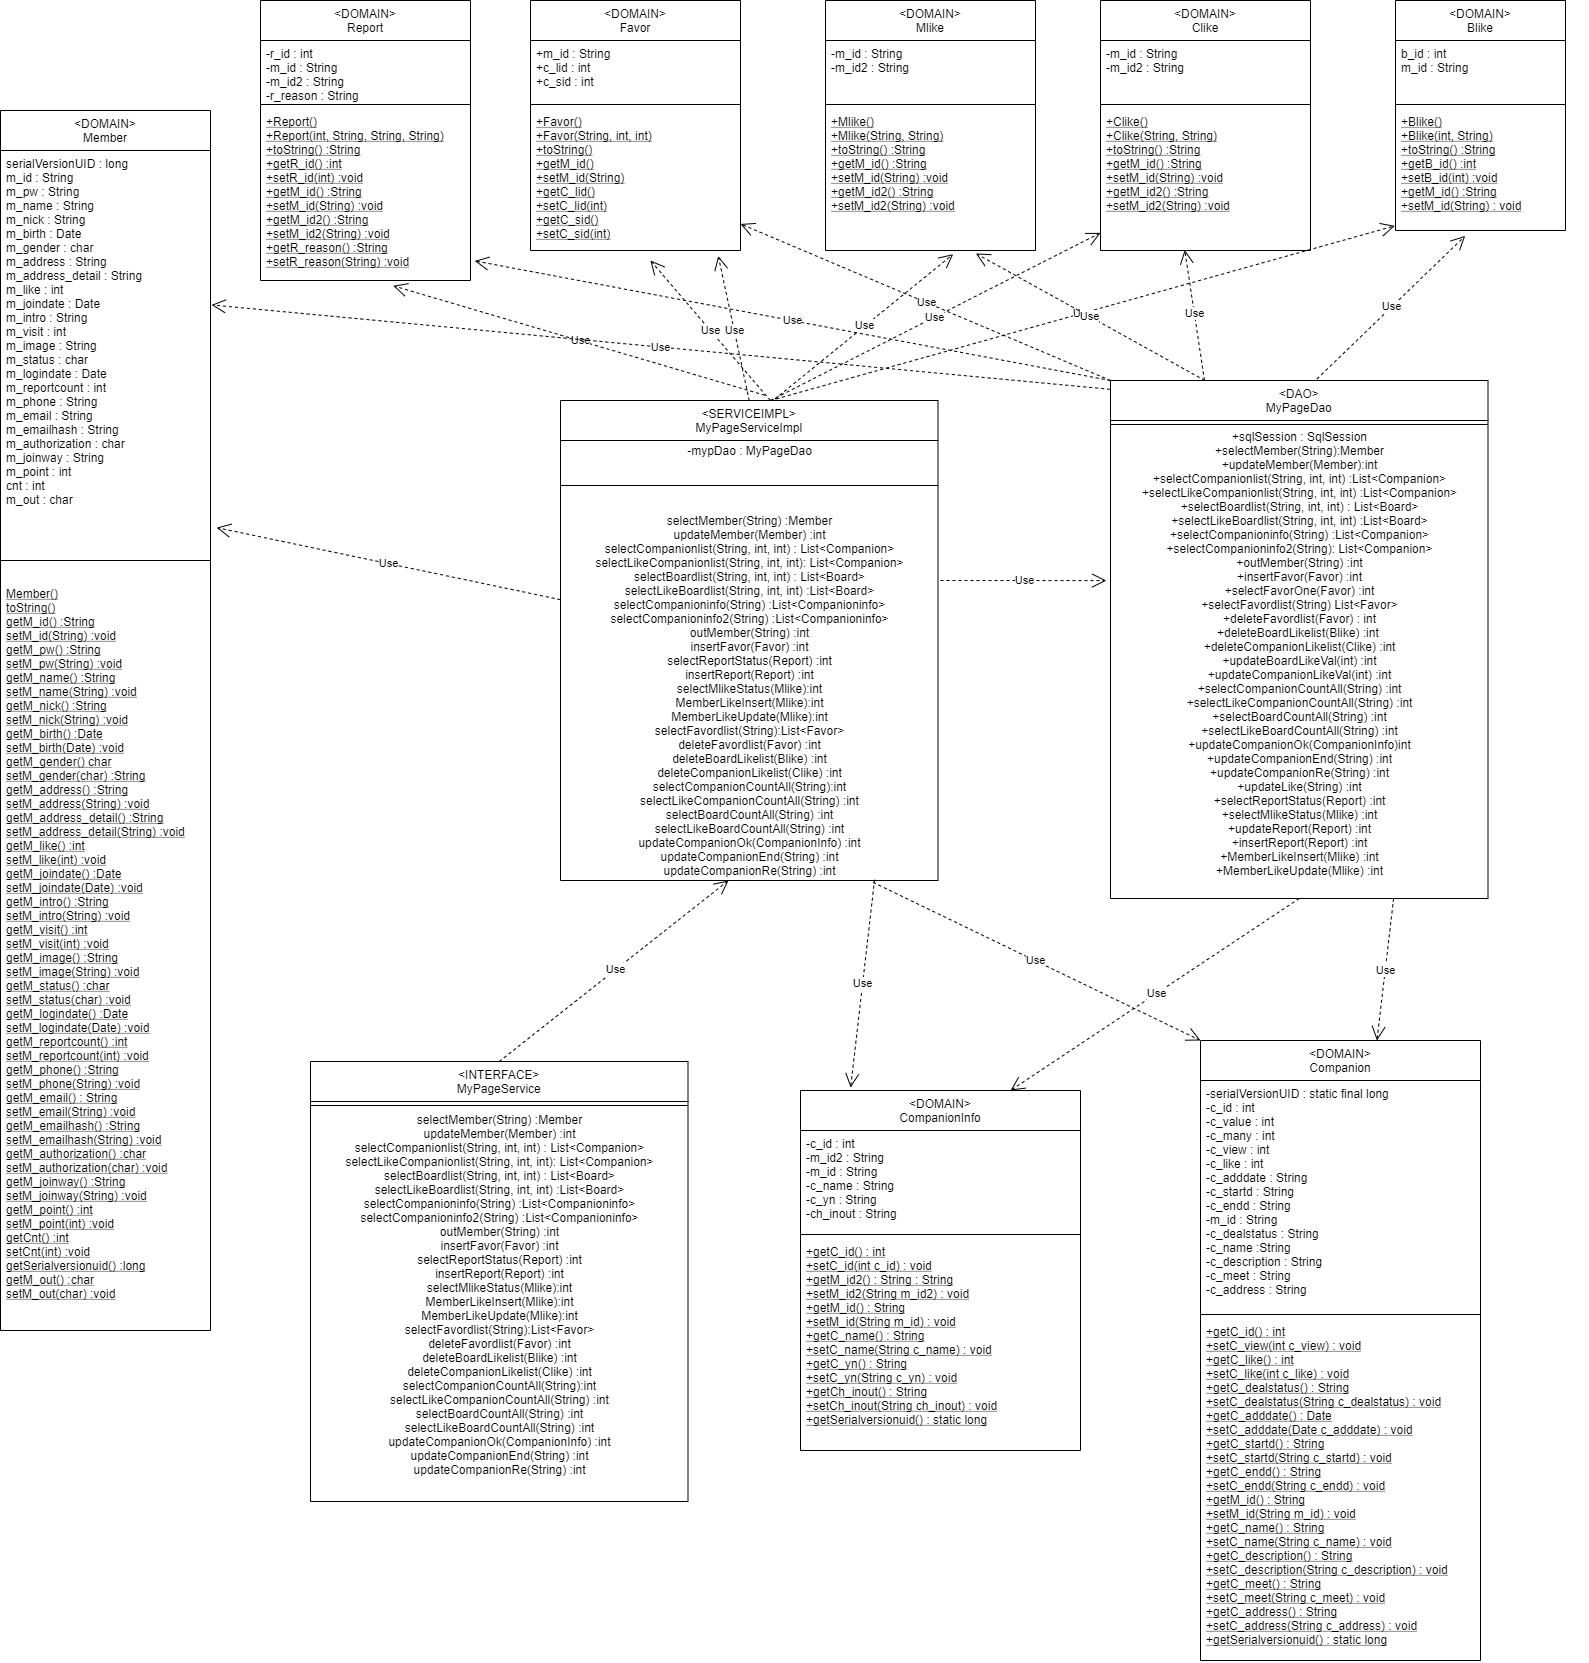 <DOMAIN>
Report
-r_id : int
-m_id : String
-m_id2 : String
-r_reason : String
+Report()
+Report(int, String, String, String)
+toString() :String
+getR_id() :int
+setR_id(int) :void
+getM_id() :String
+setM_id(String) :void
+getM_id2() :String
+setM_id2(String) :void
+getR_reason() :String
+setR_reason(String) :void
<DOMAIN>
Favor
+m_id : String
+c_lid : int
+c_sid : int
+Favor()
+Favor(String, int, int)
+toString()
+getM_id()
+setM_id(String)
+getC_lid()
+setC_lid(int)
+getC_sid()
+setC_sid(int)
<DOMAIN>
Mlike
-m_id : String
-m_id2 : String
+Mlike()
+Mlike(String, String)
+toString() :String
+getM_id() :String
+setM_id(String) :void
+getM_id2() :String
+setM_id2(String) :void
<DOMAIN>
Clike
-m_id : String
-m_id2 : String
+Clike()
+Clike(String, String)
+toString() :String
+getM_id() :String
+setM_id(String) :void
+getM_id2() :String
+setM_id2(String) :void
<DOMAIN>
Blike
b_id : int
m_id : String
+Blike()
+Blike(int, String)
+toString() :String
+getB_id() :int
+setB_id(int) :void
+getM_id() :String
+setM_id(String) : void
<DOMAIN>
Member
serialVersionUID : long
m_id : String
m_pw : String
m_name : String
m_nick : String
m_birth : Date
m_gender : char
m_address : String
m_address_detail : String
m_like : int
m_joindate : Date
m_intro : String
m_visit : int
m_image : String
m_status : char
m_logindate : Date
m_reportcount : int
m_phone : String
m_email : String
m_emailhash : String
m_authorization : char
m_joinway : String
m_point : int
cnt : int
m_out : char
Member()
toString()
getM_id() :String
setM_id(String) :void
getM_pw() :String
setM_pw(String) :void
getM_name() :String
setM_name(String) :void
getM_nick() :String
setM_nick(String) :void
getM_birth() :Date
setM_birth(Date) :void
getM_gender() char
setM_gender(char) :String
getM_address() :String
setM_address(String) :void
getM_address_detail() :String
setM_address_detail(String) :void
getM_like() :int
setM_like(int) :void
getM_joindate() :Date
setM_joindate(Date) :void
getM_intro() :String
setM_intro(String) :void
getM_visit() :int
setM_visit(int) :void
getM_image() :String
setM_image(String) :void
getM_status() :char
setM_status(char) :void
getM_logindate() :Date
setM_logindate(Date) :void
getM_reportcount() :int
setM_reportcount(int) :void
getM_phone() :String
setM_phone(String) :void
getM_email() : String
setM_email(String) :void
getM_emailhash() :String
setM_emailhash(String) :void
getM_authorization() :char
setM_authorization(char) :void
getM_joinway() :String
setM_joinway(String) :void
getM_point() :int
setM_point(int) :void
getCnt() :int
setCnt(int) :void
getSerialversionuid() :long
getM_out() :char
setM_out(char) :void
Use
Use
Use
Use
Use
Use
Use
Use
Use
Use
Use
Use
Use
<SERVICEIMPL>
MyPageServiceImpl
-mypDao : MyPageDao
selectMember(String) :Member
updateMember(Member) :int
selectCompanionlist(String, int, int) : List<Companion>
selectLikeCompanionlist(String, int, int): List<Companion>
selectBoardlist(String, int, int) : List<Board>
selectLikeBoardlist(String, int, int) :List<Board>
selectCompanioninfo(String) :List<Companioninfo>
selectCompanioninfo2(String) :List<Companioninfo>
outMember(String) :int
insertFavor(Favor) :int
selectReportStatus(Report) :int
insertReport(Report) :int
selectMlikeStatus(Mlike):int
MemberLikeInsert(Mlike):int
MemberLikeUpdate(Mlike):int
selectFavordlist(String):List<Favor>
deleteFavordlist(Favor) :int
deleteBoardLikelist(Blike) :int
deleteCompanionLikelist(Clike) :int
selectCompanionCountAll(String):int
selectLikeCompanionCountAll(String) :int
selectBoardCountAll(String) :int
selectLikeBoardCountAll(String) :int
updateCompanionOk(CompanionInfo) :int
updateCompanionEnd(String) :int
updateCompanionRe(String) :int
Use
<DAO>
MyPageDao
+sqlSession : SqlSession
+selectMember(String):Member
+updateMember(Member):int
+selectCompanionlist(String, int, int) :List<Companion>
+selectLikeCompanionlist(String, int, int) :List<Companion>
+selectBoardlist(String, int, int) : List<Board>
+selectLikeBoardlist(String, int, int) :List<Board>
+selectCompanioninfo(String) :List<Companion>
+selectCompanioninfo2(String): List<Companion>
+outMember(String) :int
+insertFavor(Favor) :int
+selectFavorOne(Favor) :int
+selectFavordlist(String) List<Favor>
+deleteFavordlist(Favor) : int
+deleteBoardLikelist(Blike) :int
+deleteCompanionLikelist(Clike) :int
+updateBoardLikeVal(int) :int
+updateCompanionLikeVal(int) :int
+selectCompanionCountAll(String) :int
+selectLikeCompanionCountAll(String) :int
+selectBoardCountAll(String) :int
+selectLikeBoardCountAll(String) :int
+updateCompanionOk(CompanionInfo)int
+updateCompanionEnd(String) :int
+updateCompanionRe(String) :int
+updateLike(String) :int
+selectReportStatus(Report) :int
+selectMlikeStatus(Mlike) :int
+updateReport(Report) :int
+insertReport(Report) :int
+MemberLikeInsert(Mlike) :int
+MemberLikeUpdate(Mlike) :int
Use
Use
Use
Use
Use
<INTERFACE>
MyPageService
selectMember(String) :Member
updateMember(Member) :int
selectCompanionlist(String, int, int) : List<Companion>
selectLikeCompanionlist(String, int, int): List<Companion>
selectBoardlist(String, int, int) : List<Board>
selectLikeBoardlist(String, int, int) :List<Board>
selectCompanioninfo(String) :List<Companioninfo>
selectCompanioninfo2(String) :List<Companioninfo>
outMember(String) :int
insertFavor(Favor) :int
selectReportStatus(Report) :int
insertReport(Report) :int
selectMlikeStatus(Mlike):int
MemberLikeInsert(Mlike):int
MemberLikeUpdate(Mlike):int
selectFavordlist(String):List<Favor>
deleteFavordlist(Favor) :int
deleteBoardLikelist(Blike) :int
deleteCompanionLikelist(Clike) :int
selectCompanionCountAll(String):int
selectLikeCompanionCountAll(String) :int
selectBoardCountAll(String) :int
selectLikeBoardCountAll(String) :int
updateCompanionOk(CompanionInfo) :int
updateCompanionEnd(String) :int
updateCompanionRe(String) :int
<DOMAIN>
CompanionInfo
-c_id : int
-m_id2 : String
-m_id : String
-c_name : String
-c_yn : String
-ch_inout : String
+getC_id() : int
+setC_id(int c_id) : void
+getM_id2() : String : String
+setM_id2(String m_id2) : void
+getM_id() : String
+setM_id(String m_id) : void
+getC_name() : String
+setC_name(String c_name) : void
+getC_yn() : String
+setC_yn(String c_yn) : void
+getCh_inout() : String
+setCh_inout(String ch_inout) : void
+getSerialversionuid() : static long
<DOMAIN>
Companion
-serialVersionUID : static final long
-c_id : int
-c_value : int
-c_many : int
-c_view : int
-c_like : int
-c_adddate : String
-c_startd : String
-c_endd : String
-m_id : String
-c_dealstatus : String
-c_name :String
-c_description : String
-c_meet : String
-c_address : String
+getC_id() : int
+setC_view(int c_view) : void
+getC_like() : int
+setC_like(int c_like) : void
+getC_dealstatus() : String
+setC_dealstatus(String c_dealstatus) : void
+getC_adddate() : Date
+setC_adddate(Date c_adddate) : void
+getC_startd() : String
+setC_startd(String c_startd) : void
+getC_endd() : String
+setC_endd(String c_endd) : void
+getM_id() : String
+setM_id(String m_id) : void
+getC_name() : String
+setC_name(String c_name) : void
+getC_description() : String
+setC_description(String c_description) : void
+getC_meet() : String
+setC_meet(String c_meet) : void
+getC_address() : String
+setC_address(String c_address) : void
+getSerialversionuid() : static long